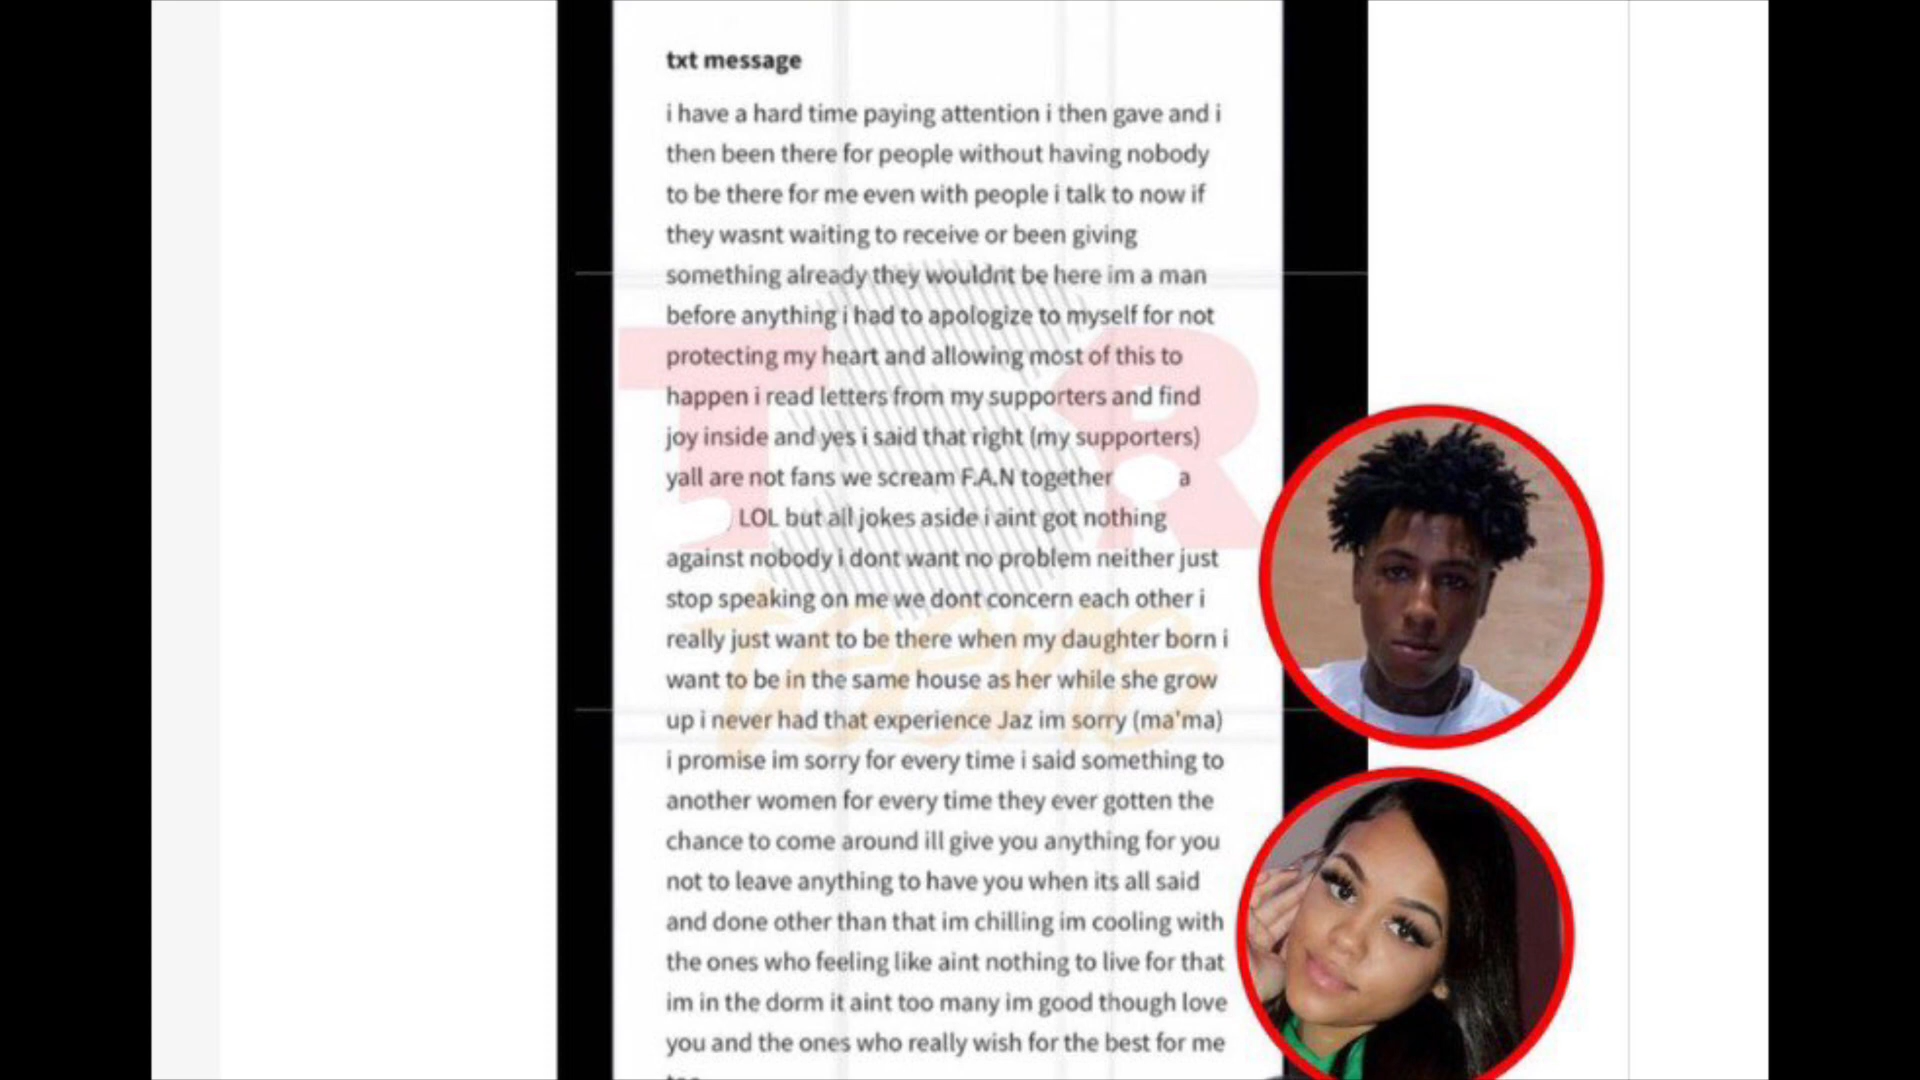 txt message
i have a hard time paying attention i then gave and i
then been there for people without having nobody
to be there for me even with people i talk to now if
they wasnt waiting to receive or been giving
something already they wouldnt be here im a man
before anything i had to apologize to myself for not
protecting my heart and allowing most of this to
happen i read letters from my supporters and find
joy inside and yes i said that right (my supporters)
yall are not fans we scream F.A.N together a
) LOL but all jokes aside i aint got nothing
against nobody i dont want no problem neither just
stop speaking on me we dont concern each other i
really just want to be there when my daughter born i
want to be in the same house as her while she grow
up i never had that experience Jaz im sorry (ma'ma)
i promise im sorry for every time i said something to
another women for every time they ever gotten the
chance to come around ill give you anything for you
not to leave anything to have you when its all said
and done other than that im chilling im cooling with
the ones who feeling like aint nothing to live for that
im in the dorm it aint too many im good though love
you and the ones who really wish for the best for me
TSR
teens